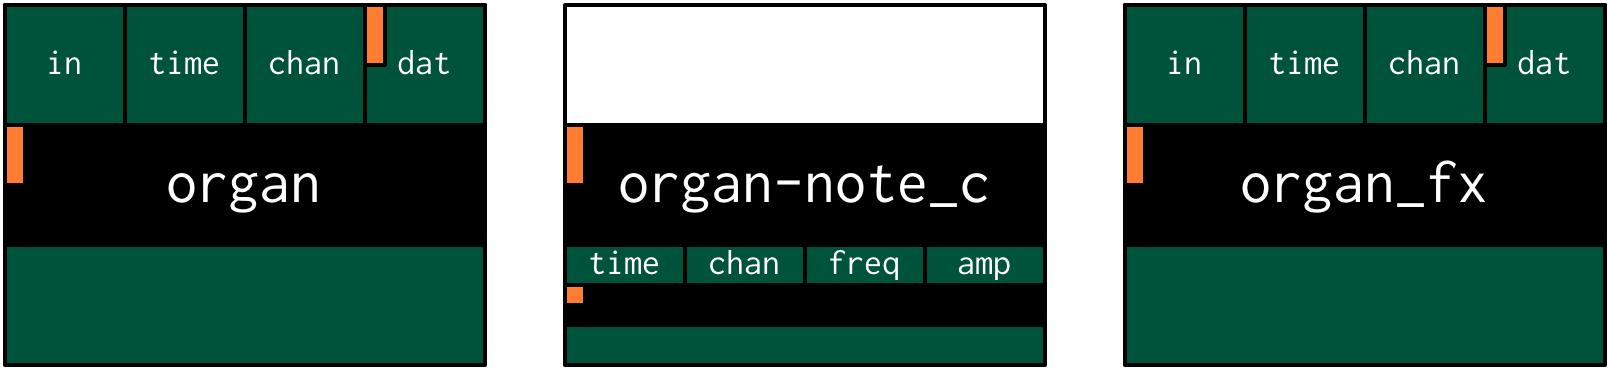 in time chan dat
organ
organ-note_c
time chan freq amp
in time chan dat
organ_fx